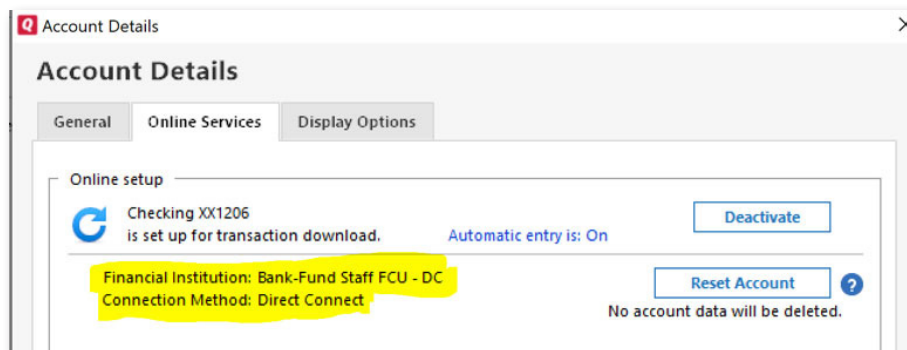 Account Details
Account Details
General Online Services Display Options
Online setup
Checking XX1206
is set up for transaction download. Automatic entry is: On
Deactivate
Financial Institution: Bank-Fund Staff FCU - DC
Connection Method: Direct Connect
Reset Account ?
No account data will be deleted.